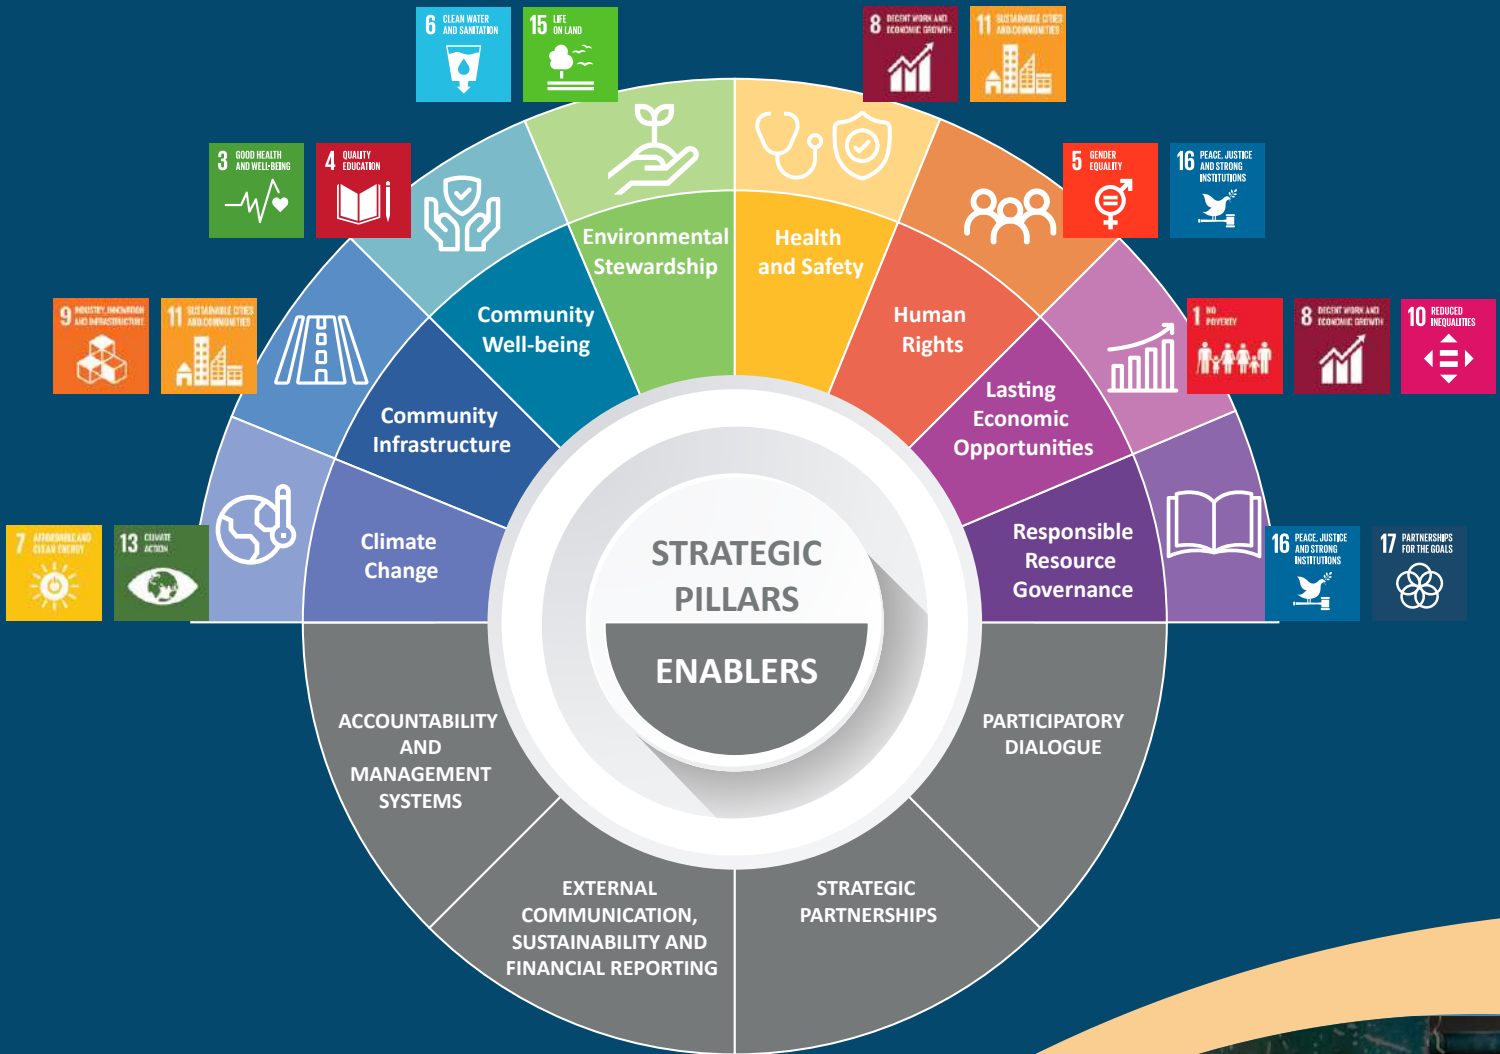 6 CLEAN WATER
AND SANITATION
15 LIFE
ON LAND
8 DECENT WORK AND
ECONOMIC GROWTH
11 SUSTAINABLE CITIES
AND COMMUNITIES
3 GOOD HEALTH
AND WELL-BEING
4 QUALITY
EDUCATION
5 GENDER
EQUALITY
16 PEACE, JUSTICE
AND STRONG
INSTITUTIONS
9 INDUSTRY, INNOVATION
AND INFRASTRUCTURE
11 SUSTAINABLE CITIES
AND COMMUNITIES
1 NO
POVERTY
8 DECENT WORK AND
ECONOMIC GROWTH
10 REDUCED
INEQUALITIES
7 AFFORDABLE AND
CLEAN ENERGY
13 CLIMATE
ACTION
16 PEACE, JUSTICE
AND STRONG
INSTITUTIONS
17 PARTNERSHIPS
FOR THE GOALS
Climate
Change
Community
Infrastructure
Community
Well-being
Environmental
Stewardship
Health
and Safety
Human
Rights
Lasting
Economic
Opportunities
Responsible
Resource
Governance
STRATEGIC
PILLARS
ENABLERS
ACCOUNTABILITY
AND
MANAGEMENT
SYSTEMS
EXTERNAL
COMMUNICATION,
SUSTAINABILITY AND
FINANCIAL REPORTING
STRATEGIC
PARTNERSHIPS
PARTICIPATORY
DIALOGUE